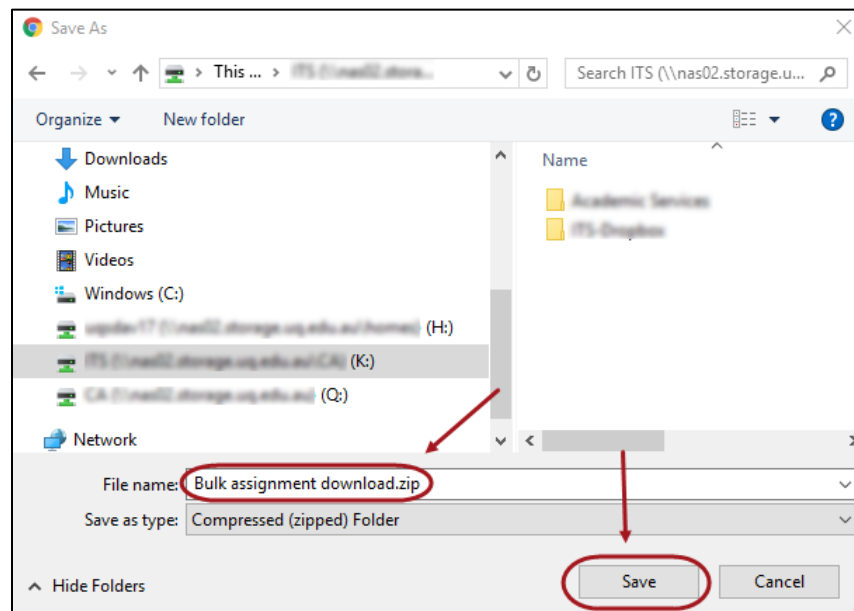 Save As
This ... >
Search ITS (\\nas02.storage.u...
Organize
New folder
?
Downloads
Music
Pictures
Videos
Windows (C:)
(H:)
(K:)
(Q:)
Network
Name
File name: Bulk assignment download.zip
Save as type: Compressed (zipped) Folder
Hide Folders
Save
Cancel